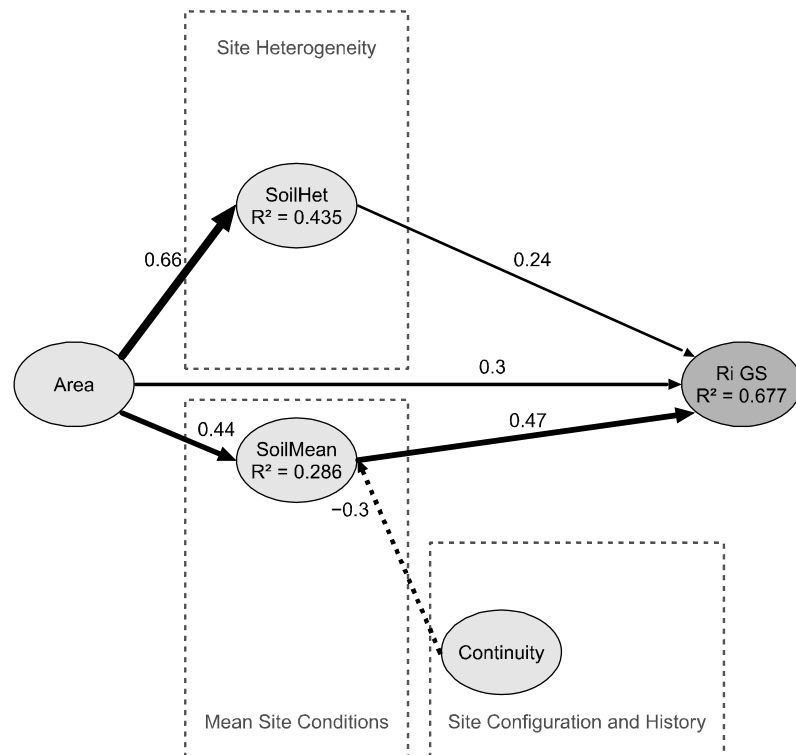 Site Heterogeneity
SoilHet
R² = 0.435
0.66
0.24
Area
0.3
Ri GS
R² = 0.677
0.44
SoilMean
R² = 0.286
0.47
−0.3
Continuity
Mean Site Conditions
Site Configuration and History